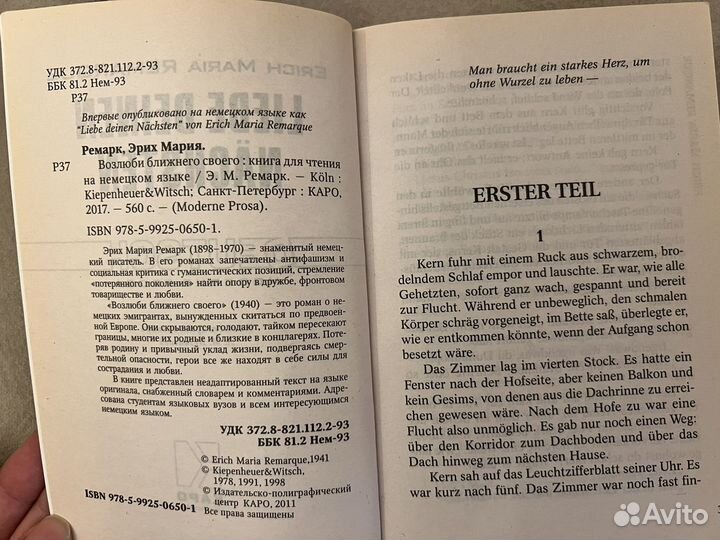 УДК 372.8-821.112.2-93
ББК 81.2 Нем-93
Р37
Впервые опубликовано на немецком языке как
"Liebe deinen Nächsten" von Erich Maria Remarque
Ремарк, Эрих Мария.
Р37 Возлюби ближнего своего : книга для чтения
на немецком языке / Э. М. Ремарк. – Köln :
Kiepenheuer&Witsch; Санкт-Петербург : КАРО,
2017. – 560 с. – (Moderne Prosa).
ISBN 978-5-9925-0650-1.
Эрих Мария Ремарк (1898–1970) — знаменитый немец-
кий писатель. В его романах запечатлены антифашизм и
социальная критика с гуманистических позиций, стремление
«потерянного поколения» найти опору в дружбе, фронтовом
товариществе и любви.
«Возлюби ближнего своего» (1940) — это роман о не-
мецких эмигрантах, вынужденных скитаться по предвоен-
ной Европе. Они скрываются, голодают, тайком пересекают
границы, многие их родные и близкие в концлагерях. Поте-
ряв родину и привычный уклад жизни, подвергаясь смер-
тельной опасности, герои все же находят в себе силы для
сострадания и любви.
В книге представлен неадаптированный текст на языке
оригинала, снабженный словарем и комментариями. Адре-
сована студентам языковых вузов и всем интересующимся
немецким языком.
УДК 372.8-821.112.2-93
ББК 81.2 Нем-93
© Erich Maria Remarque,1941
© Kiepenheuer&Witsch,
1978, 1991, 1998
© Издательско-полиграфический
центр КАРО, 2011
ISBN 978-5-9925-0650-1 Все права защищены
Man braucht ein starkes Herz, um
ohne Wurzel zu leben —
ERSTER TEIL
1
Kern fuhr mit einem Ruck aus schwarzem, bro-
delndem Schlaf empor und lauschte. Er war, wie alle
Gehetzten, sofort ganz wach, gespannt und bereit
zur Flucht. Während er unbeweglich, den schmalen
Körper schräg vorgeneigt, im Bette saß, überlegte er,
wie er entkommen könnte, wenn der Aufgang schon
besetzt wäre.
Das Zimmer lag im vierten Stock. Es hatte ein
Fenster nach der Hofseite, aber keinen Balkon und
kein Gesims, von denen aus die Dachrinne zu errei-
chen gewesen wäre. Nach dem Hofe zu war eine
Flucht also unmöglich. Es gab nur noch einen Weg:
über den Korridor zum Dachboden und über das
Dach hinweg zum nächsten Hause.
Kern sah auf das Leuchtzifferblatt seiner Uhr. Es
war kurz nach fünf. Das Zimmer war noch fast fin-
Avito